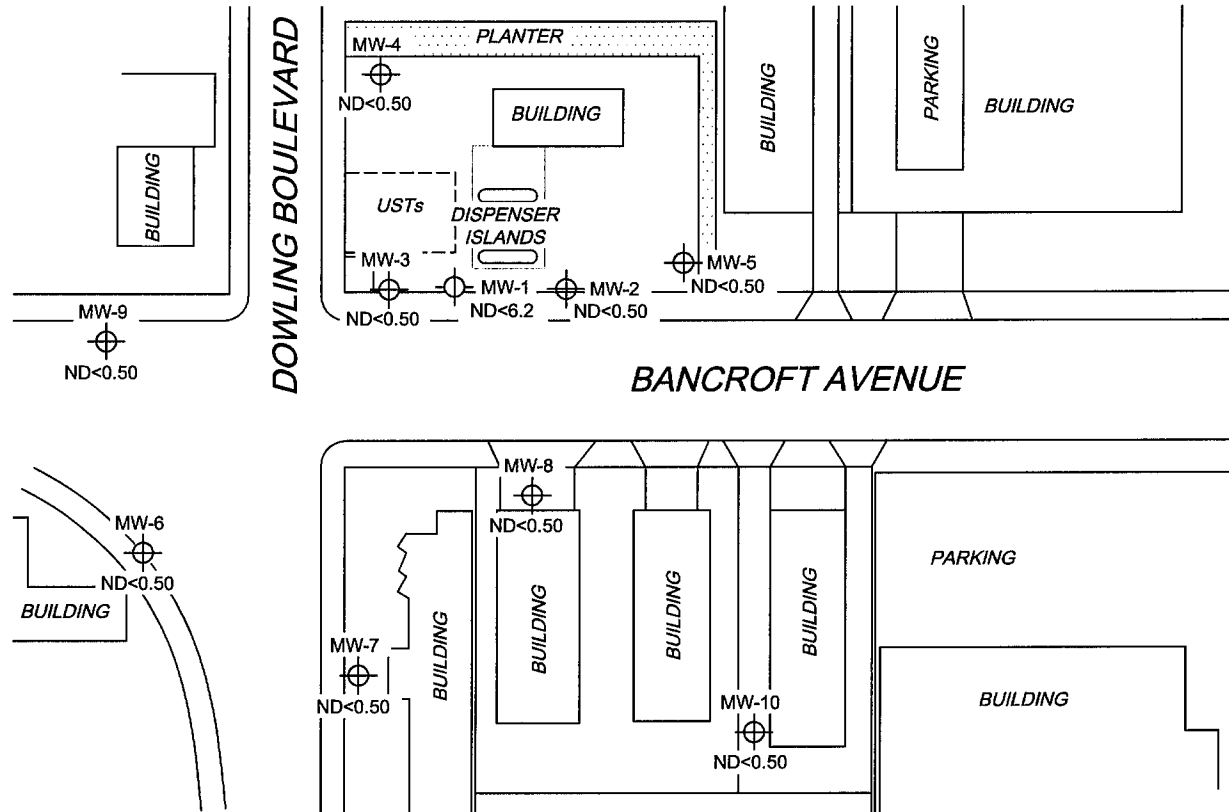 DOWLING BOULEVARD
PLANTER
MW-4
ND<0.50
BUILDING
BUILDING
PARKING
BUILDING
BUILDING
USTs
DISPENSER
ISLANDS
MW-3
ND<0.50
MW-1
ND<6.2
MW-2
ND<0.50
MW-5
ND<0.50
MW-9
ND<0.50
BANCROFT AVENUE
MW-8
ND<0.50
MW-6
ND<0.50
BUILDING
MW-7
ND<0.50
BUILDING
BUILDING
BUILDING
BUILDING
MW-10
ND<0.50
PARKING
BUILDING